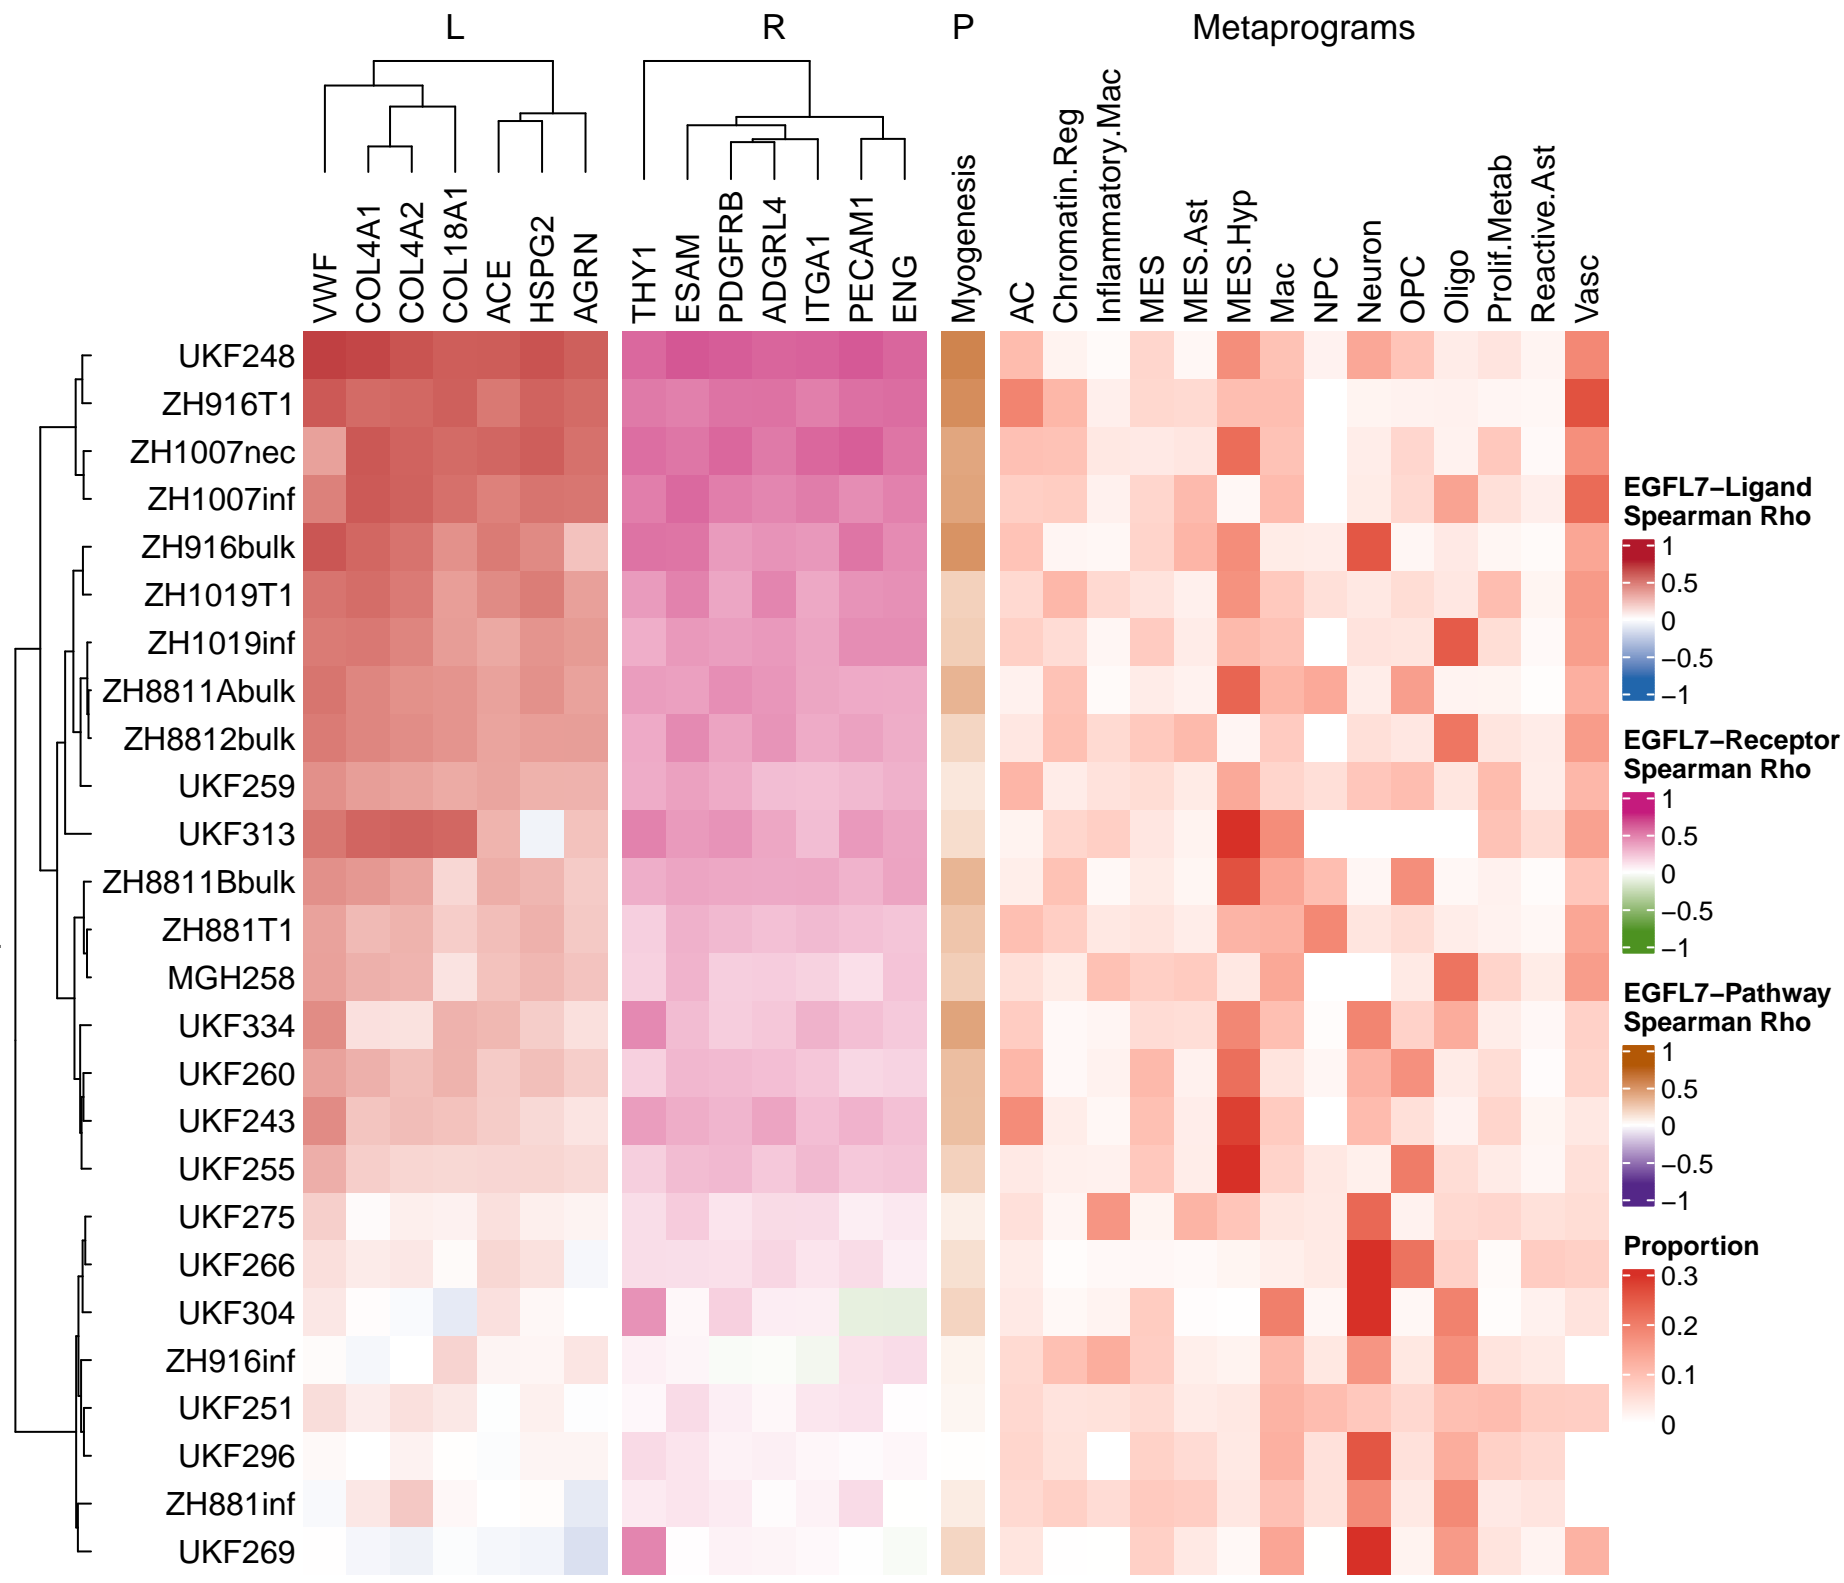 L R P Metaprograms
VWF COL4A1 COL4A2 COL18A1 ACE HSPG2 AGRN THY1 ESAM PDGFRB ADGRL4 ITGA1 PECAM1 ENG Myogenesis AC Chromatin.Reg Inflammatory.Mac MES MES.Ast MES.Hyp Mac NPC Neuron OPC Oligo Prolif.Metab Reactive.Ast Vasc
UKF248
ZH916T1
ZH1007nec
ZH1007inf
ZH916bulk
ZH1019T1
ZH1019inf
ZH8811Abulk
ZH8812bulk
UKF259
UKF313
ZH8811Bbulk
ZH881T1
MGH258
UKF334
UKF260
UKF243
UKF255
UKF275
UKF266
UKF304
ZH916inf
UKF251
UKF296
ZH881inf
UKF269
EGFL7−Ligand
Spearman Rho
1
0.5
0
−0.5
−1
EGFL7−Receptor
Spearman Rho
1
0.5
0
−0.5
−1
EGFL7−Pathway
Spearman Rho
1
0.5
0
−0.5
−1
Proportion
0.3
0.2
0.1
0